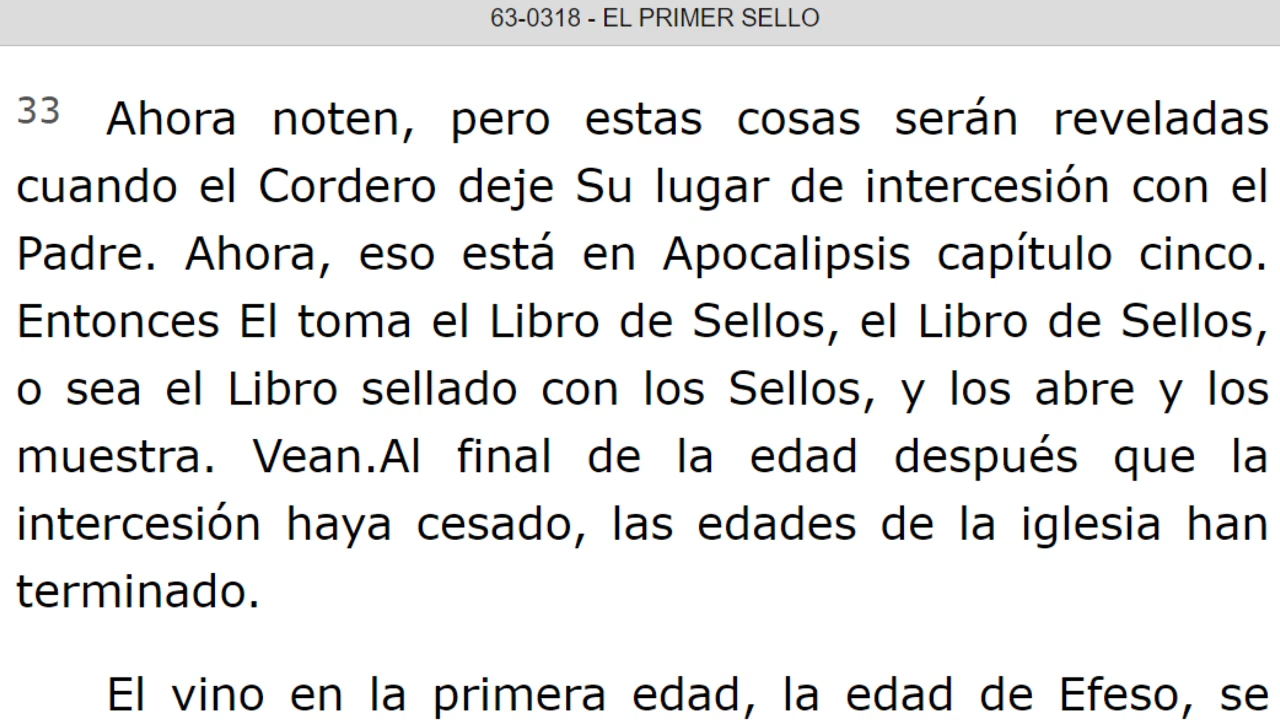 63-0318 - EL PRIMER SELLO
33 Ahora noten, pero estas cosas serán reveladas
cuando el Cordero deje Su lugar de intercesión con el
Padre. Ahora, eso está en Apocalipsis capítulo cinco.
Entonces El toma el Libro de Sellos, el Libro de Sellos,
o sea el Libro sellado con los Sellos, y los abre y los
muestra. Vean.Al final de la edad después que la
intercesión haya cesado, las edades de la iglesia han
terminado.
El vino en la primera edad, la edad de Efeso, se